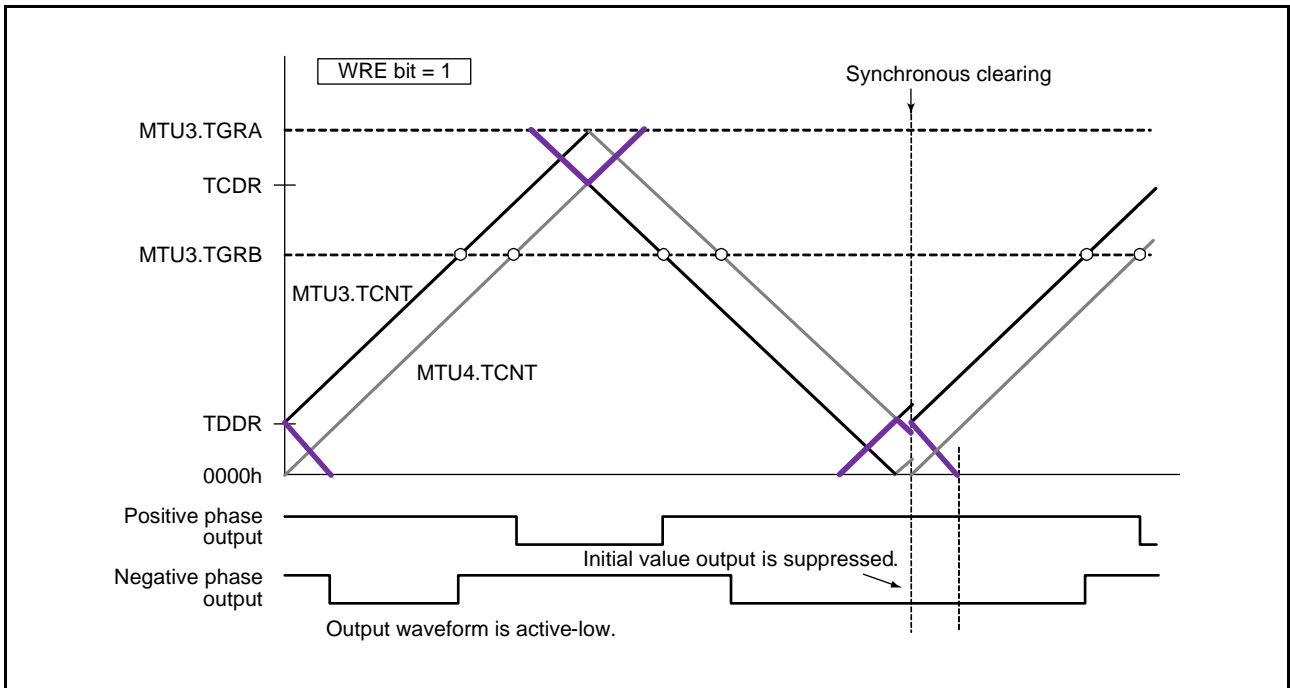 WRE bit = 1
Synchronous clearing
MTU3.TGRA
TCDR
MTU3.TGRB
MTU3.TCNT
MTU4.TCNT
TDDR
0000h
Positive phase
output
Initial value output is suppressed.
Negative phase
output
Output waveform is active-low.